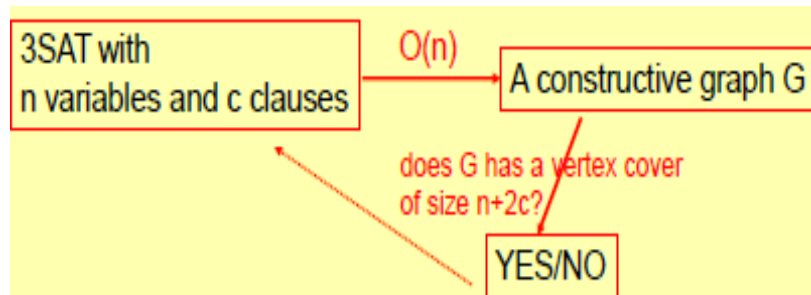 3SAT with
n variables and c clauses
O(n)
A constructive graph G
does G has a vertex cover
of size n+2c?
YES/NO